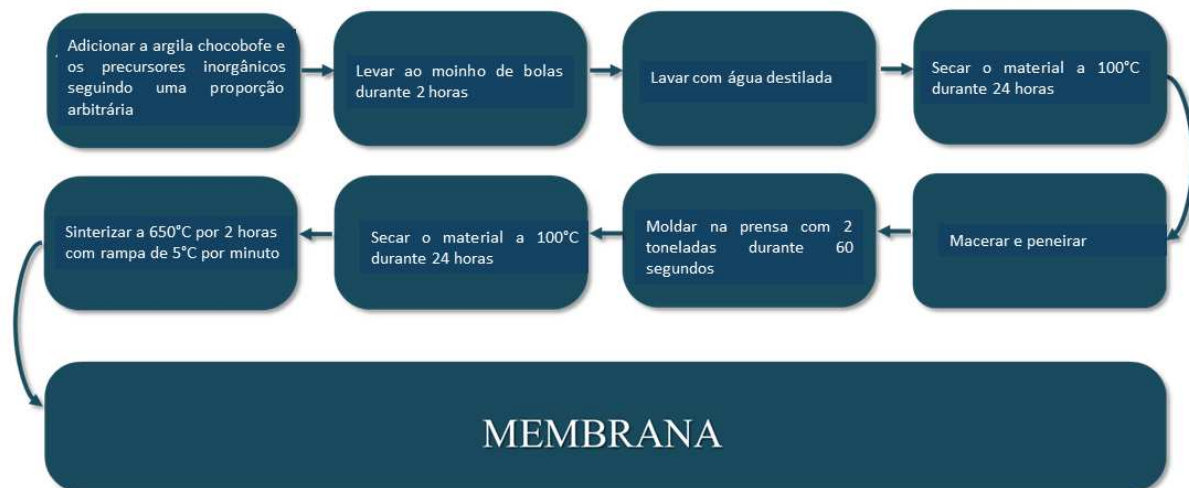 Adicionar a argila chocobofe e
os precursores inorgânicos
seguindo uma proporção
arbitrária
Levar ao moinho de bolas
durante 2 horas
Lavar com água destilada
Secar o material a 100°C
durante 24 horas
Macerar e peneirar
Moldar na prensa com 2
toneladas durante 60
segundos
Secar o material a 100°C
durante 24 horas
Sinterizar a 650°C por 2 horas
com rampa de 5°C por minuto
MEMBRANA